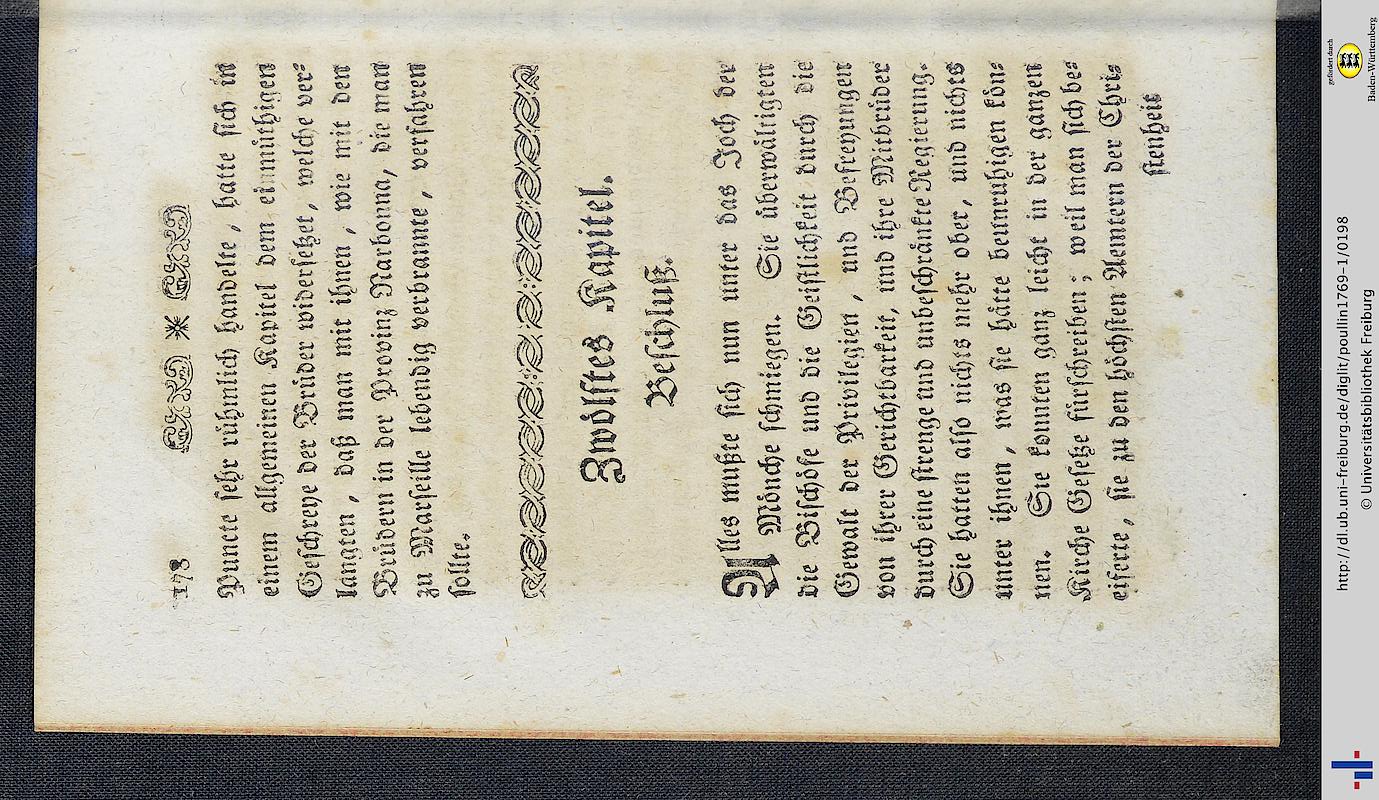 178
Puncte sehr rühmlich handelte, hatte sich in
einem allgemeinen Kapitel dem einmüthigen
Geschreye der Brüder widersetzet, welche ver⸗
langten, daß man mit ihnen, wie mit den
Brüdern in der Provinz Narbonna, die man
zu Marseille lebendig verbrannte, verfahren
sollte.
Zwölftes Kapitel.
Beschluß.
Alles mußte sich nun unter das Joch der
Mönche schmiegen. Sie überwältigten
die Bischöfe und die Geistlichkeit durch die
Gewalt der Privilegien, und Befreyungen
von ihrer Gerichtbarkeit, und ihre Mitbrüder
durch eine strenge und unbeschränkte Regierung.
Sie hatten also nichts mehr ober, und nichts
unter ihnen, was sie hätte beunruhigen kön⸗
nen. Sie konnten ganz leicht in der ganzen
Kirche Gesetze fürschreiben; weil man sich be⸗
eiferte, sie zu den höchsten Aemtern der Chri⸗
stenheit
http://dl.ub.uni-freiburg.de/diglit/poullin1769-1/0198
© Universitätsbibliothek Freiburg
gefördert durch
Baden-Württemberg